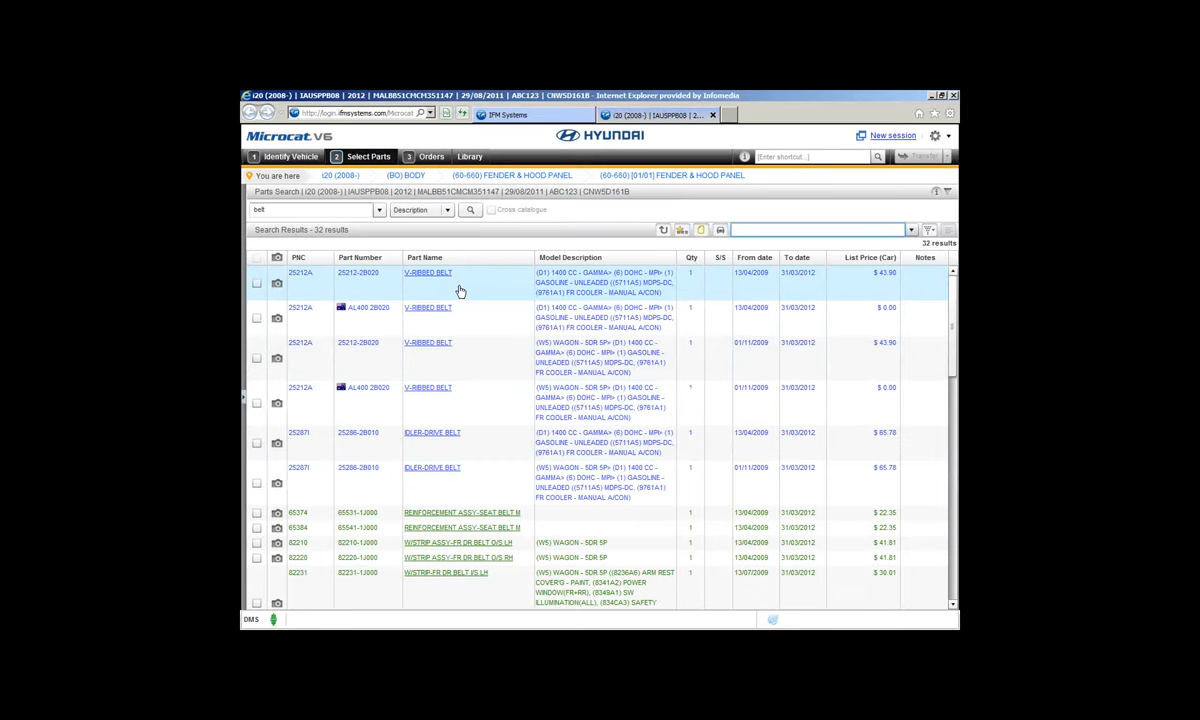 i20 (2008-) | IAUSPPB08 | 2012 | MALBB51CMCM351147 | 29/08/2011 | ABC123 | CNW5D161B - Internet Explorer provided by Infomedia
http://login.ifmsystems.com/Microcat
IFM Systems
i20 (2008-) | IAUSPPB08 | 2...
Microcat V6
HYUNDAI
New session
1 Identify Vehicle 2 Select Parts 3 Orders Library
[Enter shortcut...]
Transfer
You are here i20 (2008-) (BO) BODY (60-660) FENDER & HOOD PANEL (60-660) [01/01] FENDER & HOOD PANEL
Parts Search | i20 (2008-) | IAUSPPB08 | 2012 | MALBB51CMCM351147 | 29/08/2011 | ABC123 | CNW5D161B
belt Description Cross catalogue
Search Results - 32 results
32 results
PNC Part Number Part Name Model Description Qty S/S From date To date List Price (Car) Notes
25212A 25212-2B020 V-RIBBED BELT (D1) 1400 CC - GAMMA> (6) DOHC - MPI> (1) 1 13/04/2009 31/03/2012 $ 43.90
GASOLINE - UNLEADED ((5711A5) MDPS-DC,
(9761A1) FR COOLER - MANUAL A/CON)
25212A AL400 2B020 V-RIBBED BELT (D1) 1400 CC - GAMMA> (6) DOHC - MPI> (1) 1 13/04/2009 31/03/2012 $ 0.00
GASOLINE - UNLEADED ((5711A5) MDPS-DC,
(9761A1) FR COOLER - MANUAL A/CON)
25212A 25212-2B020 V-RIBBED BELT (W5) WAGON - 5DR 5P> (D1) 1400 CC - 1 01/11/2009 31/03/2012 $ 43.90
GAMMA> (6) DOHC - MPI> (1) GASOLINE -
UNLEADED ((5711A5) MDPS-DC, (9761A1)
FR COOLER - MANUAL A/CON)
25212A AL400 2B020 V-RIBBED BELT (W5) WAGON - 5DR 5P> (D1) 1400 CC - 1 01/11/2009 31/03/2012 $ 0.00
GAMMA> (6) DOHC - MPI> (1) GASOLINE -
UNLEADED ((5711A5) MDPS-DC, (9761A1)
FR COOLER - MANUAL A/CON)
25287I 25286-2B010 IDLER-DRIVE BELT (D1) 1400 CC - GAMMA> (6) DOHC - MPI> (1) 1 13/04/2009 31/03/2012 $ 65.78
GASOLINE - UNLEADED ((5711A5) MDPS-DC,
(9761A1) FR COOLER - MANUAL A/CON)
25287I 25286-2B010 IDLER-DRIVE BELT (W5) WAGON - 5DR 5P> (D1) 1400 CC - 1 01/11/2009 31/03/2012 $ 65.78
GAMMA> (6) DOHC - MPI> (1) GASOLINE -
UNLEADED ((5711A5) MDPS-DC, (9761A1)
FR COOLER - MANUAL A/CON)
65374 65531-1J000 REINFORCEMENT ASSY-SEAT BELT M 1 13/04/2009 31/03/2012 $ 22.35
65384 65541-1J000 REINFORCEMENT ASSY-SEAT BELT M 1 13/04/2009 31/03/2012 $ 22.35
82210 82210-1J000 W/STRIP ASSY-FR DR BELT O/S LH (W5) WAGON - 5DR 5P 1 13/04/2009 31/03/2012 $ 41.81
82220 82220-1J000 W/STRIP ASSY-FR DR BELT O/S RH (W5) WAGON - 5DR 5P 1 13/04/2009 31/03/2012 $ 41.81
82231 82231-1J000 W/STRIP-FR DR BELT I/S LH (W5) WAGON - 5DR 5P ((8236A6) ARM REST 1 13/07/2009 31/03/2012 $ 30.01
COVER'G - PAINT, (8341A2) POWER
WINDOW(FR+RR), (8349A1) SW
ILLUMINATION(ALL), (834CA3) SAFETY
DMS